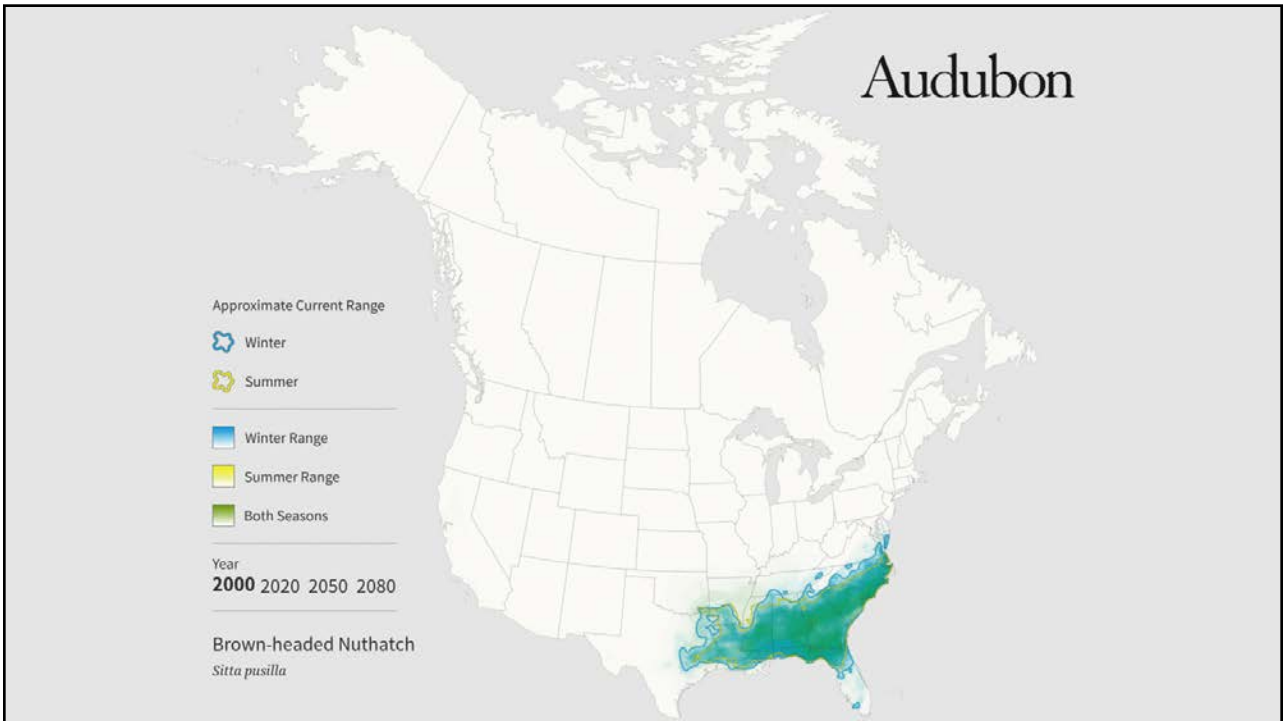 Audubon
Approximate Current Range
Winter
Summer
Winter Range
Summer Range
Both Seasons
Year
2000 2020 2050 2080
Brown-headed Nuthatch
Sitta pusilla